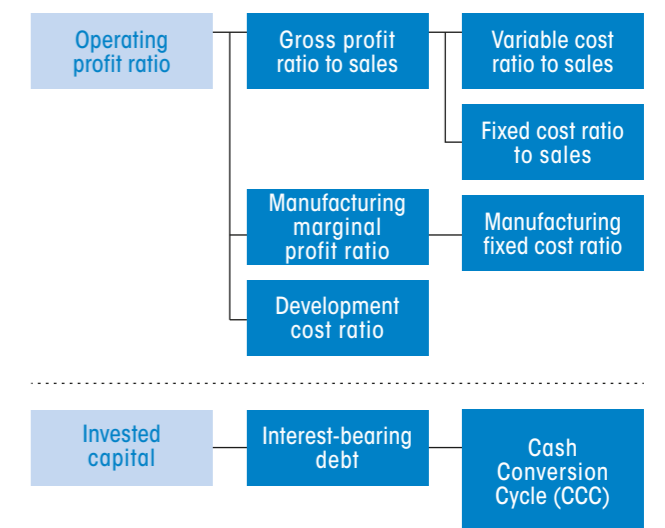 Operating
profit ratio
Gross profit
ratio to sales
Variable cost
ratio to sales
Fixed cost ratio
to sales
Manufacturing
marginal
profit ratio
Manufacturing
fixed cost ratio
Development
cost ratio
Invested
capital
Interest-bearing
debt
Cash
Conversion
Cycle (CCC)